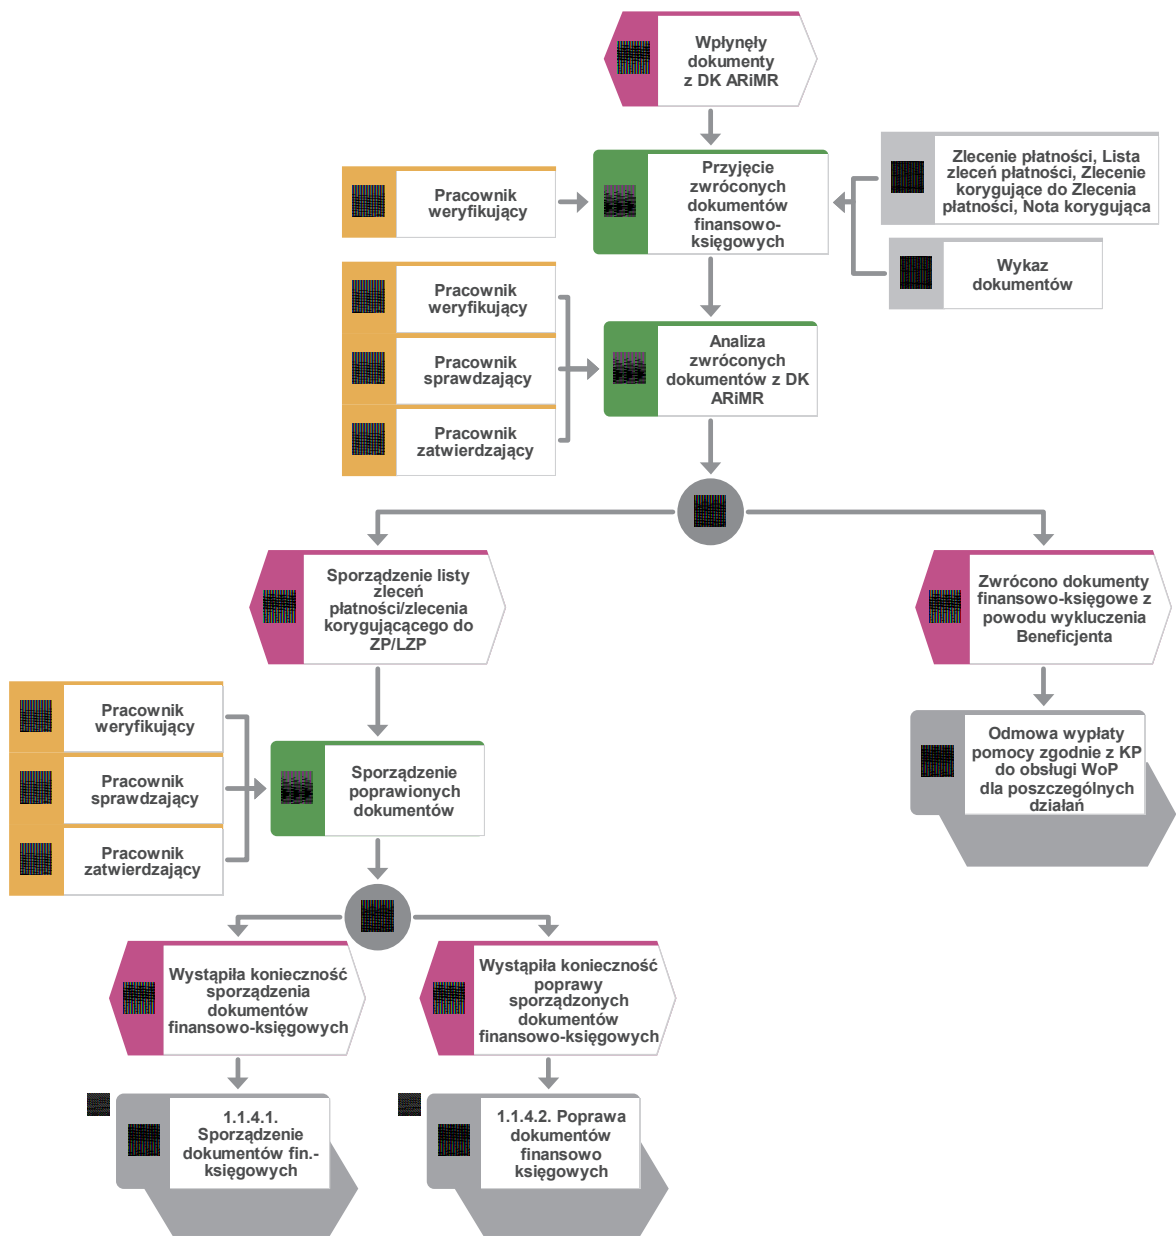 Wpłynęły
dokumenty
z DK ARiMR
Pracownik
weryfikujący
Przyjęcie
zwróconych
dokumentów
finansowo-
księgowych
Zlecenie płatności, Lista
zleceń płatności, Zlecenie
korygujące do Zlecenia
płatności, Nota korygująca
Wykaz
dokumentów
Pracownik
weryfikujący
Pracownik
sprawdzający
Pracownik
zatwierdzający
Analiza
zwróconych
dokumentów z DK
ARiMR
Sporządzenie listy
zleceń
płatności/zlecenia
korygującącego do
ZP/LZP
Zwrócono dokumenty
finansowo-księgowe z
powodu wykluczenia
Beneficjenta
Pracownik
weryfikujący
Pracownik
sprawdzający
Pracownik
zatwierdzający
Sporządzenie
poprawionych
dokumentów
Odmowa wypłaty
pomocy zgodnie z KP
do obsługi WoP
dla poszczególnych
działań
Wystąpiła konieczność
sporządzenia
dokumentów
finansowo-księgowych
Wystąpiła konieczność
poprawy
sporządzonych
dokumentów
finansowo-księgowych
1.1.4.1.
Sporządzenie
dokumentów fin.-
księgowych
1.1.4.2. Poprawa
dokumentów
finansowo
księgowych